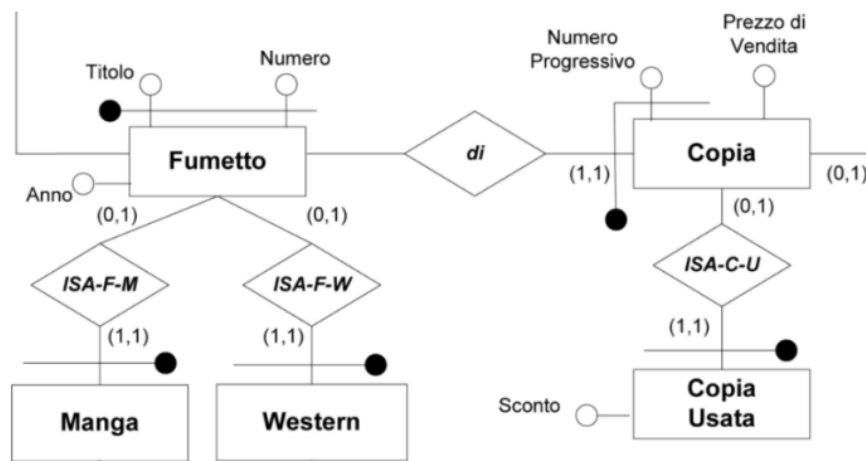 Titolo
Numero
Numero
Progressivo
Prezzo di
Vendita
Fumetto
di
(1,1)
Copia
(0,1)
Anno
(0,1)
(0,1)
(0,1)
ISA-F-M
ISA-F-W
ISA-C-U
(1,1)
(1,1)
(1,1)
Manga
Western
Sconto
Copia
Usata